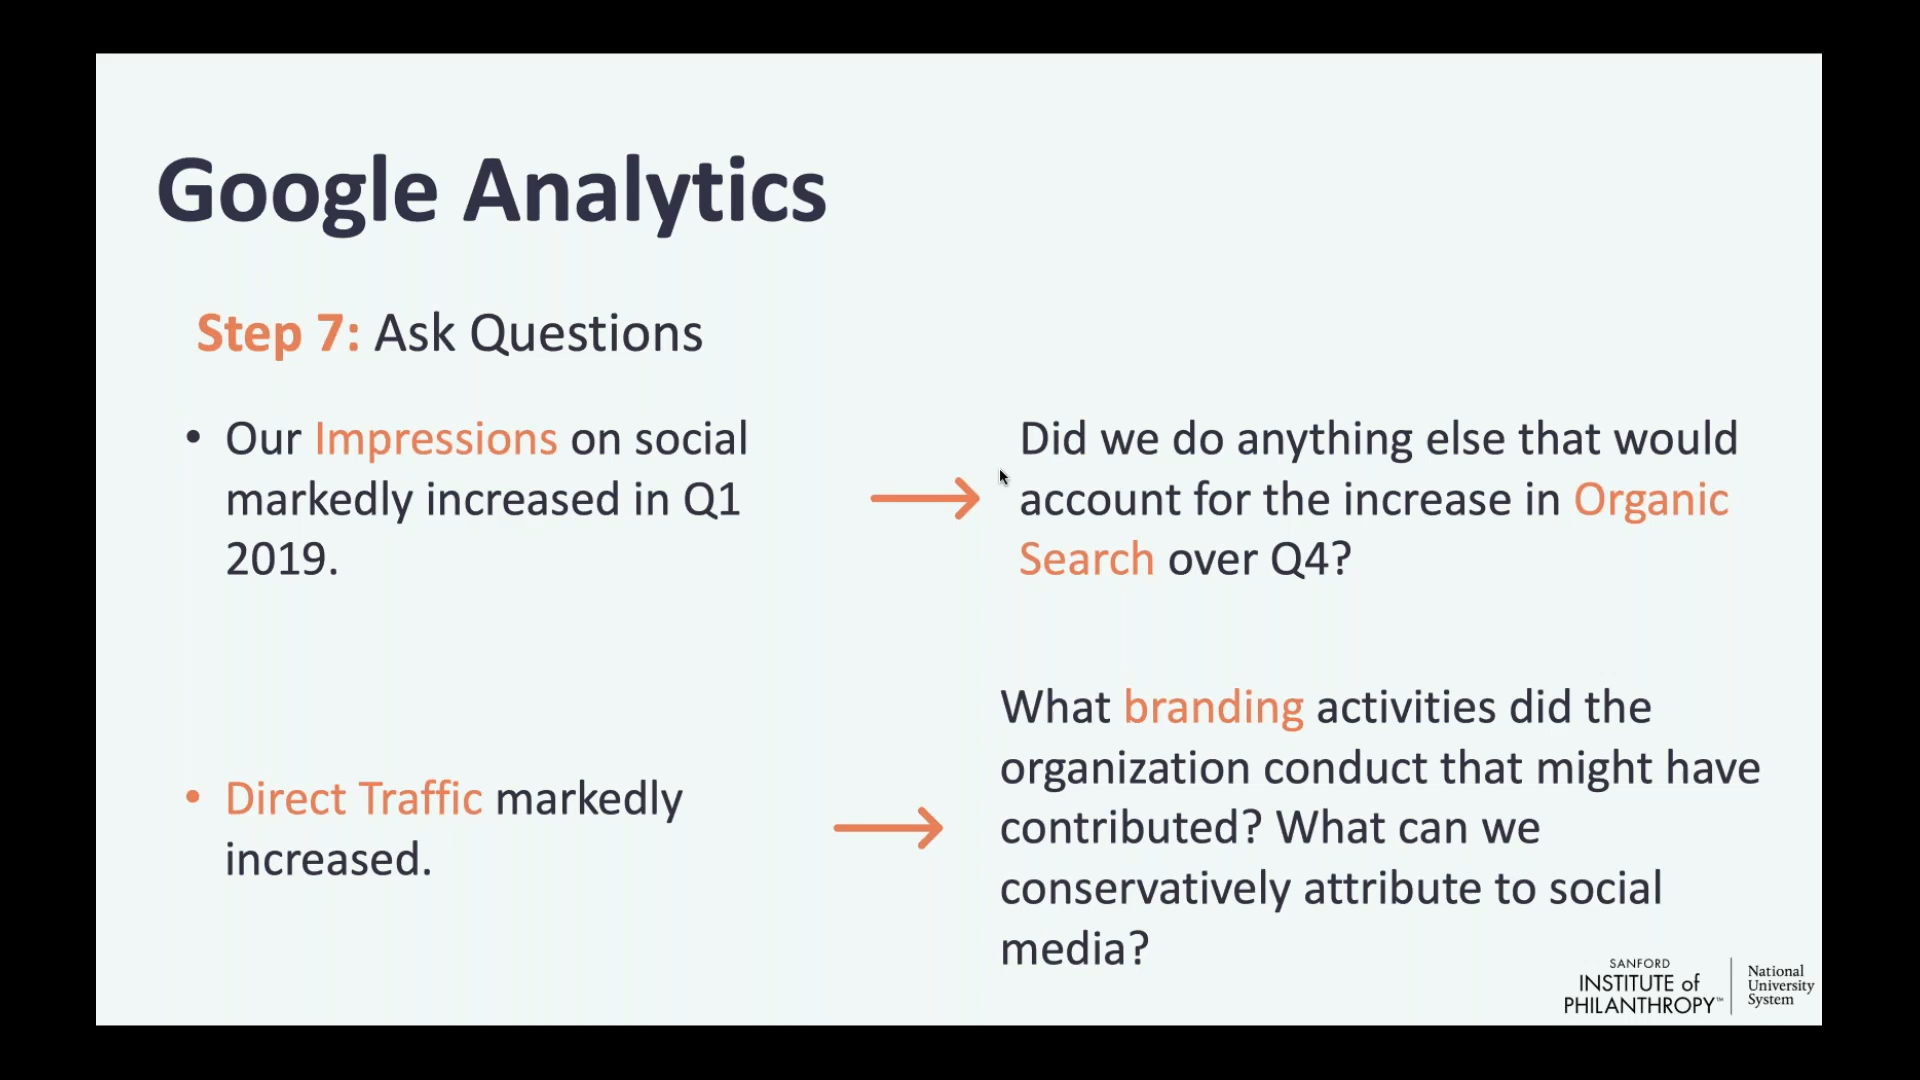 Google Analytics
Step 7: Ask Questions
• Our Impressions on social
markedly increased in Q1
2019.
Did we do anything else that would
account for the increase in Organic
Search over Q4?
• Direct Traffic markedly
increased.
What branding activities did the
organization conduct that might have
contributed? What can we
conservatively attribute to social
media?
SANFORD
INSTITUTE of
PHILANTHROPY™
National
University
System